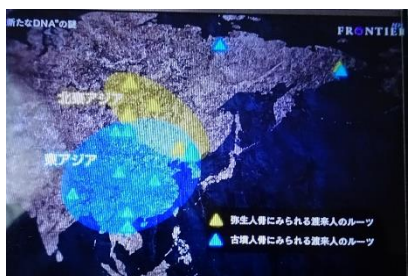 新たなDNA"の謎
FRONTIER
北東アジア
東アジア
弥生人骨にみられる渡来人のルーツ
古墳人骨にみられる渡来人のルーツ